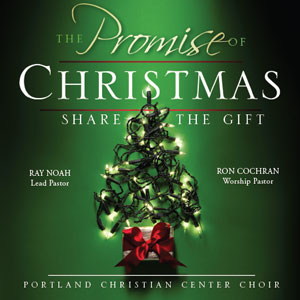 THE Promise OF
CHRISTMAS
SHARE THE GIFT
RAY NOAH
Lead Pastor
RON COCHRAN
Worship Pastor
PORTLAND CHRISTIAN CENTER CHOIR